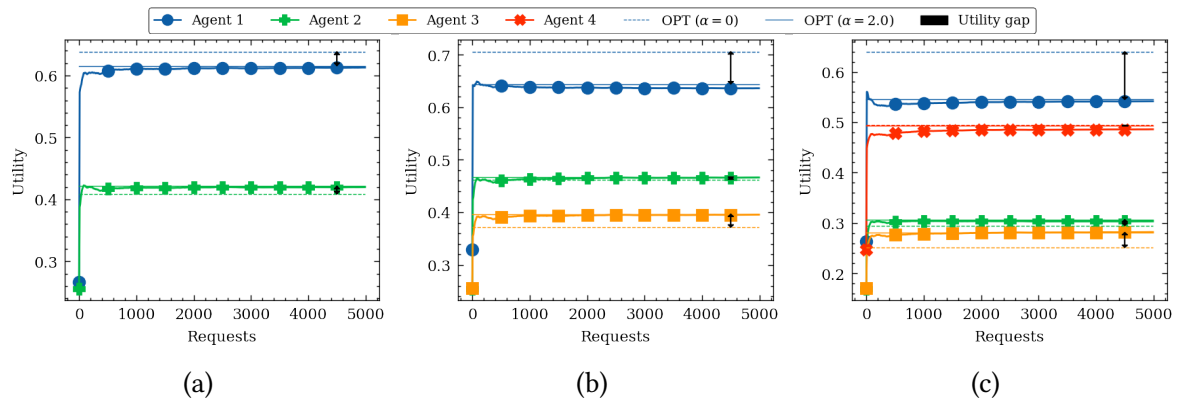 Agent 1 Agent 2 Agent 3 Agent 4 OPT (α = 0) OPT (α = 2.0) Utility gap
0.6
0.5
0.4
0.3
Utility
0 1000 2000 3000 4000 5000
Requests
(a)
0.7
0.6
0.5
0.4
0.3
Utility
0 1000 2000 3000 4000 5000
Requests
(b)
0.6
0.5
0.4
0.3
0.2
Utility
0 1000 2000 3000 4000 5000
Requests
(c)